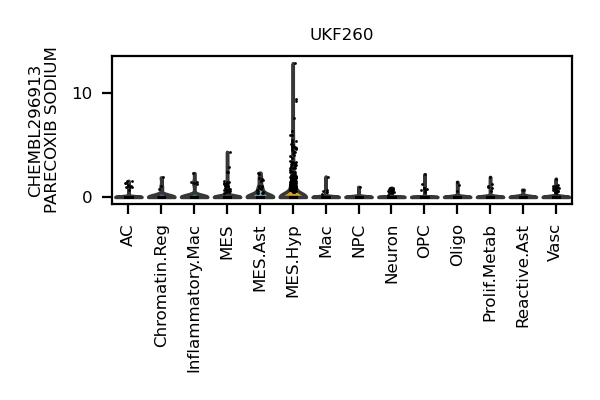 UKF260
CHEMBL296913
PARECOXIB SODIUM
10
0
AC
Chromatin.Reg
Inflammatory.Mac
MES
MES.Ast
MES.Hyp
Mac
NPC
Neuron
OPC
Oligo
Prolif.Metab
Reactive.Ast
Vasc